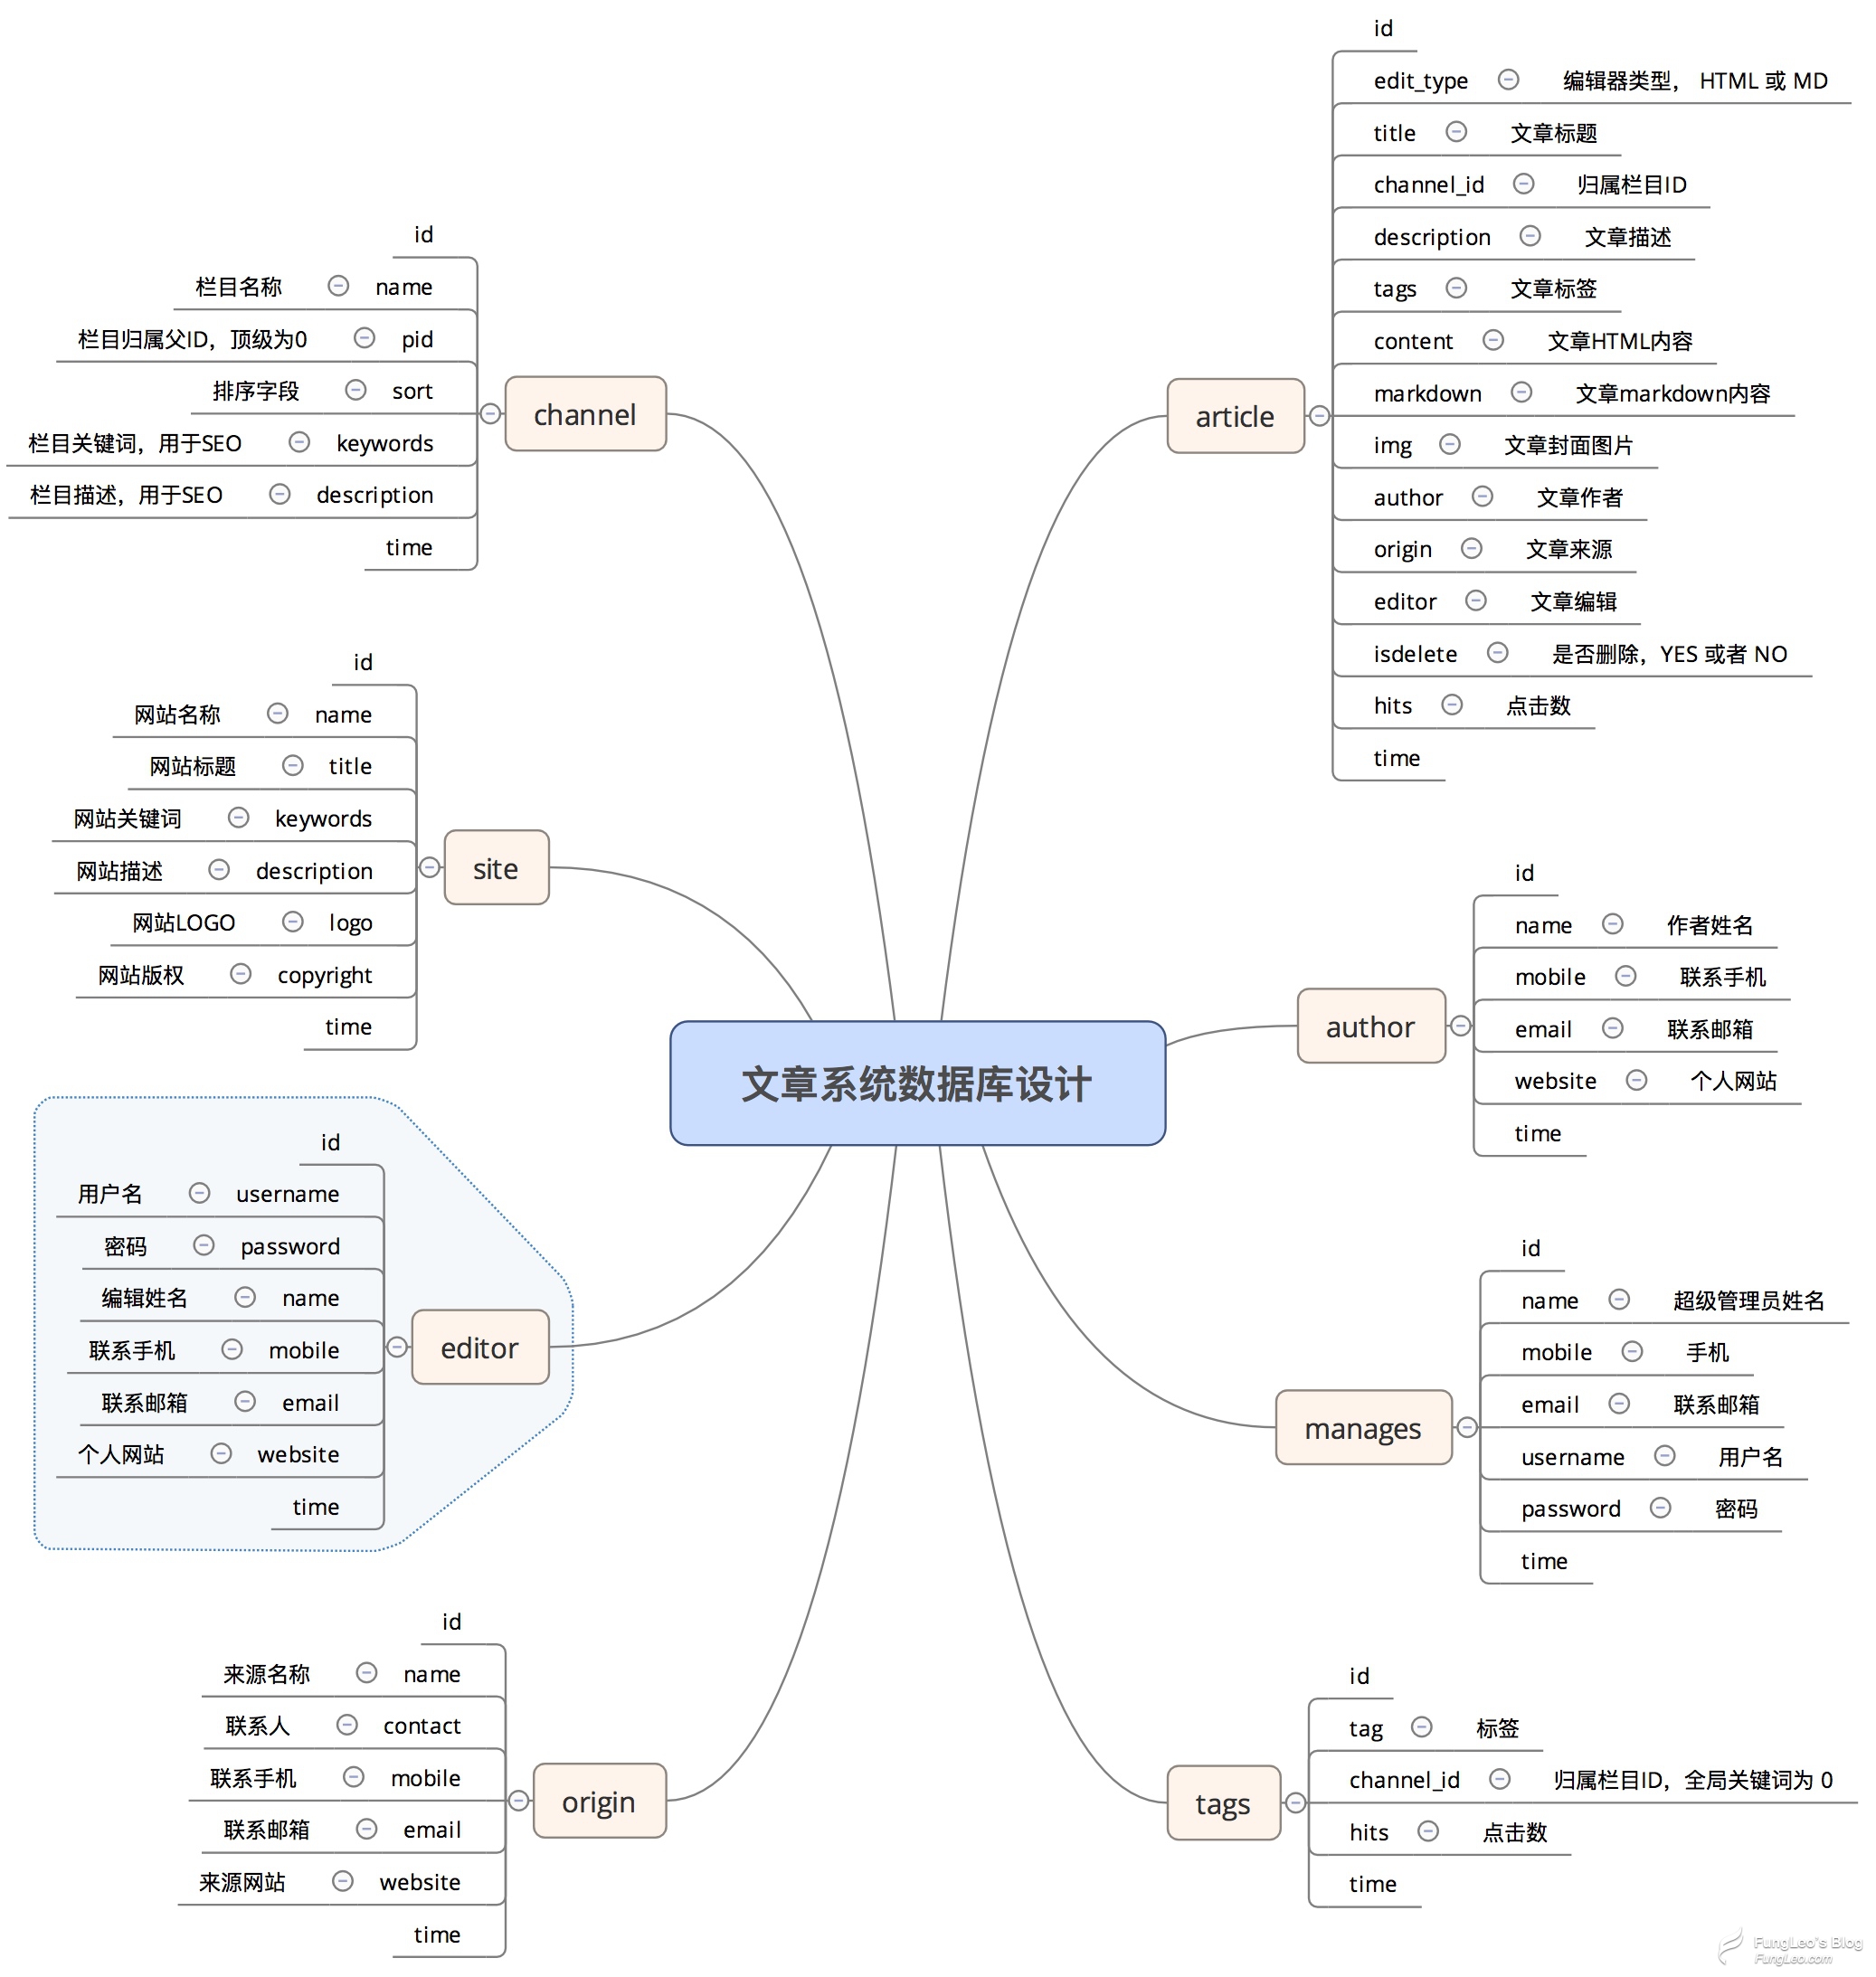 文章系统数据库设计
article
id
edit_type 编辑器类型， HTML 或 MD
title 文章标题
channel_id 归属栏目ID
description 文章描述
tags 文章标签
content 文章HTML内容
markdown 文章markdown内容
img 文章封面图片
author 文章作者
origin 文章来源
editor 文章编辑
isdelete 是否删除，YES 或者 NO
hits 点击数
time
author
id
name 作者姓名
mobile 联系手机
email 联系邮箱
website 个人网站
time
manages
id
name 超级管理员姓名
mobile 手机
email 联系邮箱
username 用户名
password 密码
time
tags
id
tag 标签
channel_id 归属栏目ID，全局关键词为 0
hits 点击数
time
channel
id
栏目名称 name
栏目归属父ID，顶级为0 pid
排序字段 sort
栏目关键词，用于SEO keywords
栏目描述，用于SEO description
time
site
id
网站名称 name
网站标题 title
网站关键词 keywords
网站描述 description
网站LOGO logo
网站版权 copyright
time
editor
id
用户名 username
密码 password
编辑姓名 name
联系手机 mobile
联系邮箱 email
个人网站 website
time
origin
id
来源名称 name
联系人 contact
联系手机 mobile
联系邮箱 email
来源网站 website
time
FungLeo's Blog
FungLeo.com